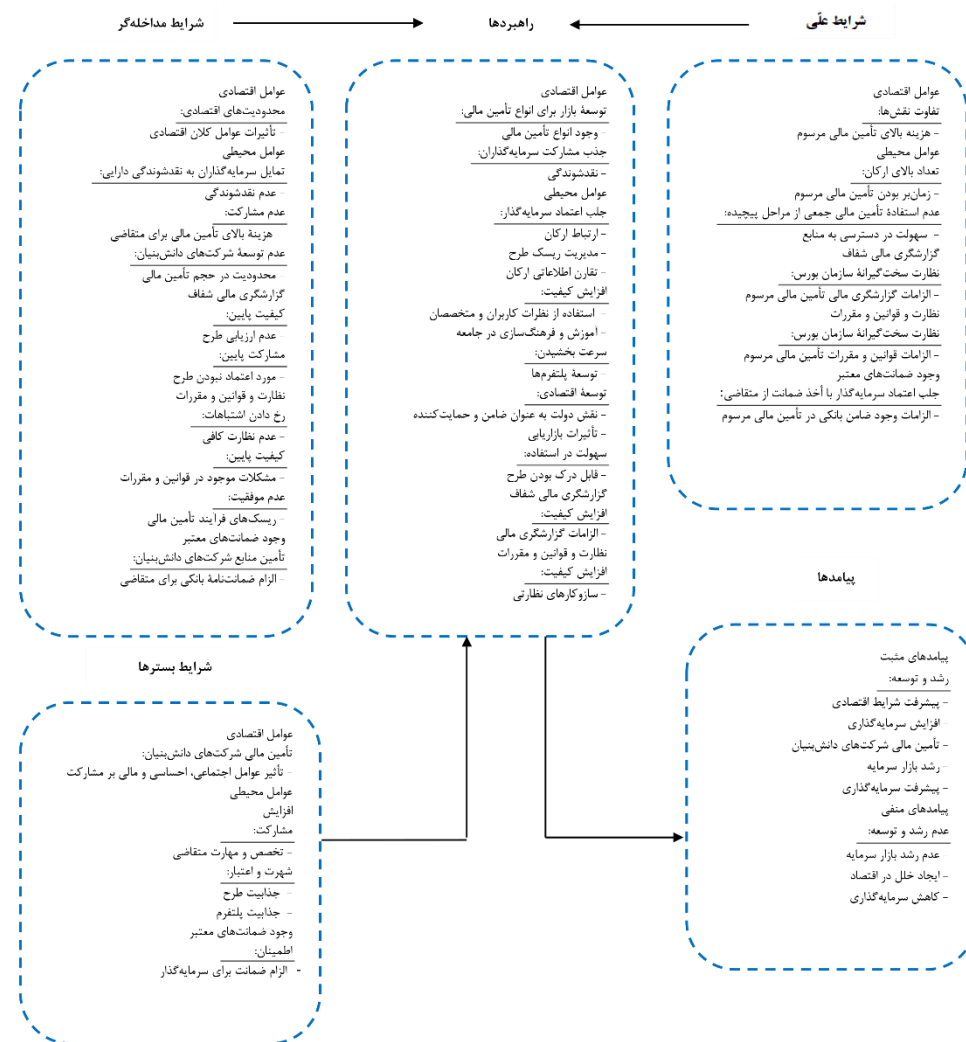 شرایط علّی
عوامل اقتصادی
تفاوت نقش‌ها:
- هزینه بالای تأمین مالی مرسوم
عوامل محیطی
تعداد بالای ارکان:
- زمان‌بر بودن تأمین مالی مرسوم
عدم استفادۀ تأمین مالی جمعی از مراحل پیچیده:
- سهولت در دسترسی به منابع
گزارشگری مالی شفاف
نظارت سخت‌گیرانۀ سازمان بورس:
- الزامات گزارشگری مالی تأمین مالی مرسوم
نظارت و قوانین و مقررات
نظارت سخت‌گیرانۀ سازمان بورس:
- الزامات قوانین و مقررات تأمین مالی مرسوم
وجود ضمانت‌های معتبر
جلب اعتماد سرمایه‌گذار با أخذ ضمانت از متقاضی:
- الزامات وجود ضامن بانکی در تأمین مالی مرسوم
راهبردها
عوامل اقتصادی
توسعۀ بازار برای انواع تأمین مالی:
- وجود انواع تأمین مالی
جذب مشارکت سرمایه‌گذاران:
- نقدشوندگی
عوامل محیطی
جلب اعتماد سرمایه‌گذار:
- ارتباط ارکان
- مدیریت ریسک طرح
- تقارن اطلاعاتی ارکان
افزایش کیفیت:
- استفاده از نظرات کاربران و متخصصان
- آموزش و فرهنگ‌سازی در جامعه
سرعت بخشیدن:
- توسعۀ پلتفرم‌ها
توسعۀ اقتصادی:
- نقش دولت به عنوان ضامن و حمایت‌کننده
- تأثیرات بازاریابی
سهولت در استفاده:
- قابل درک بودن طرح
گزارشگری مالی شفاف
افزایش کیفیت:
- الزامات گزارشگری مالی
نظارت و قوانین و مقررات
افزایش کیفیت:
- سازوکارهای نظارتی
شرایط مداخله‌گر
عوامل اقتصادی
محدودیت‌های اقتصادی:
- تأثیرات عوامل کلان اقتصادی
عوامل محیطی
تمایل سرمایه‌گذاران به نقدشوندگی دارایی:
- عدم نقدشوندگی
عدم مشارکت:
هزینۀ بالای تأمین مالی برای متقاضی
عدم توسعۀ شرکت‌های دانش‌بنیان:
- محدودیت در حجم تأمین مالی
گزارشگری مالی شفاف
کیفیت پایین:
- عدم ارزیابی طرح
مشارکت پایین:
- مورد اعتماد نبودن طرح
نظارت و قوانین و مقررات
رخ دادن اشتباهات:
- عدم نظارت کافی
کیفیت پایین:
- مشکلات موجود در قوانین و مقررات
عدم موفقیت:
- ریسک‌های فرآیند تأمین مالی
وجود ضمانت‌های معتبر
تأمین منابع شرکت‌های دانش‌بنیان:
- الزام ضمانت‌نامۀ بانکی برای متقاضی
شرایط بسترها
عوامل اقتصادی
تأمین مالی شرکت‌های دانش‌بنیان:
- تأثیر عوامل اجتماعی، احساسی و مالی بر مشارکت
عوامل محیطی
افزایش
مشارکت:
- تخصص و مهارت متقاضی
شهرت و اعتبار:
- جذابیت طرح
- جذابیت پلتفرم
وجود ضمانت‌های معتبر
اطمینان:
- الزام ضمانت برای سرمایه‌گذار
پیامدها
پیامدهای مثبت
رشد و توسعه:
- پیشرفت شرایط اقتصادی
- افزایش سرمایه‌گذاری
- تأمین مالی شرکت‌های دانش‌بنیان
- رشد بازار سرمایه
- پیشرفت سرمایه‌گذاری
پیامدهای منفی
عدم رشد و توسعه:
عدم رشد بازار سرمایه
- ایجاد خلل در اقتصاد
- کاهش سرمایه‌گذاری